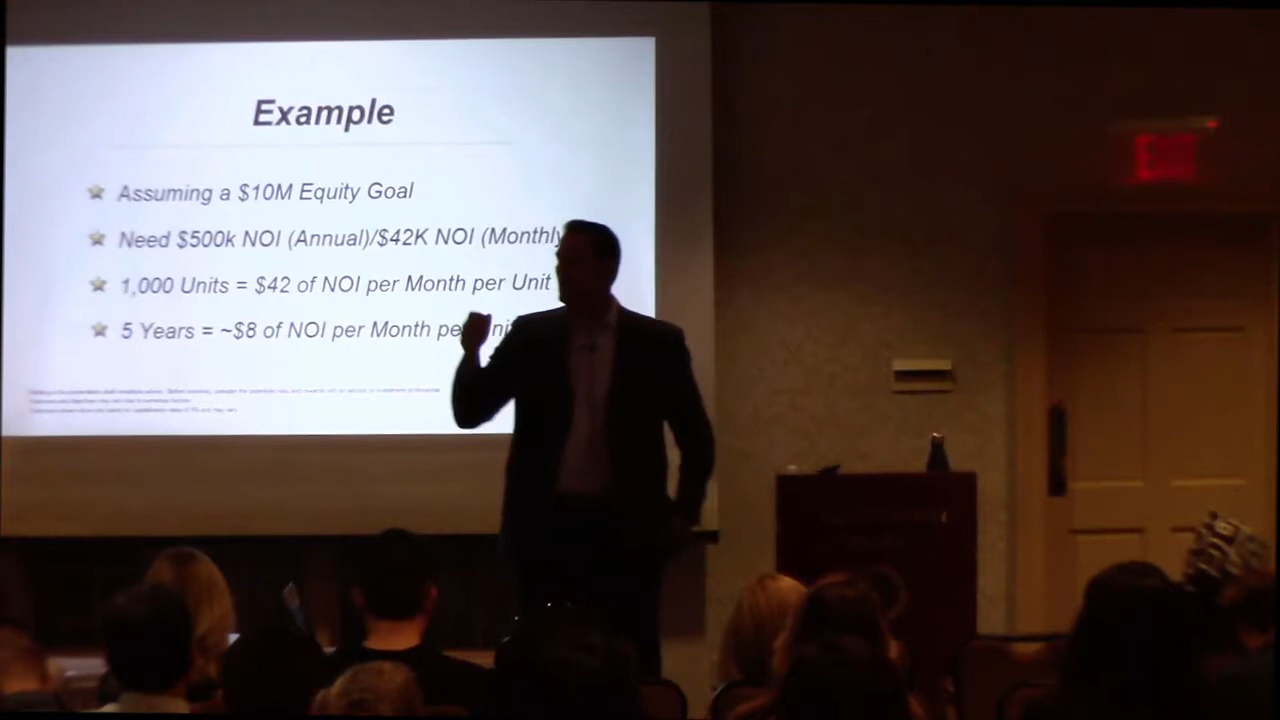 Example
Assuming a $10M Equity Goal
Need $500k NOI (Annual)/$42K NOI (Monthly
1,000 Units = $42 of NOI per Month per Unit
5 Years = ~$8 of NOI per Month pe